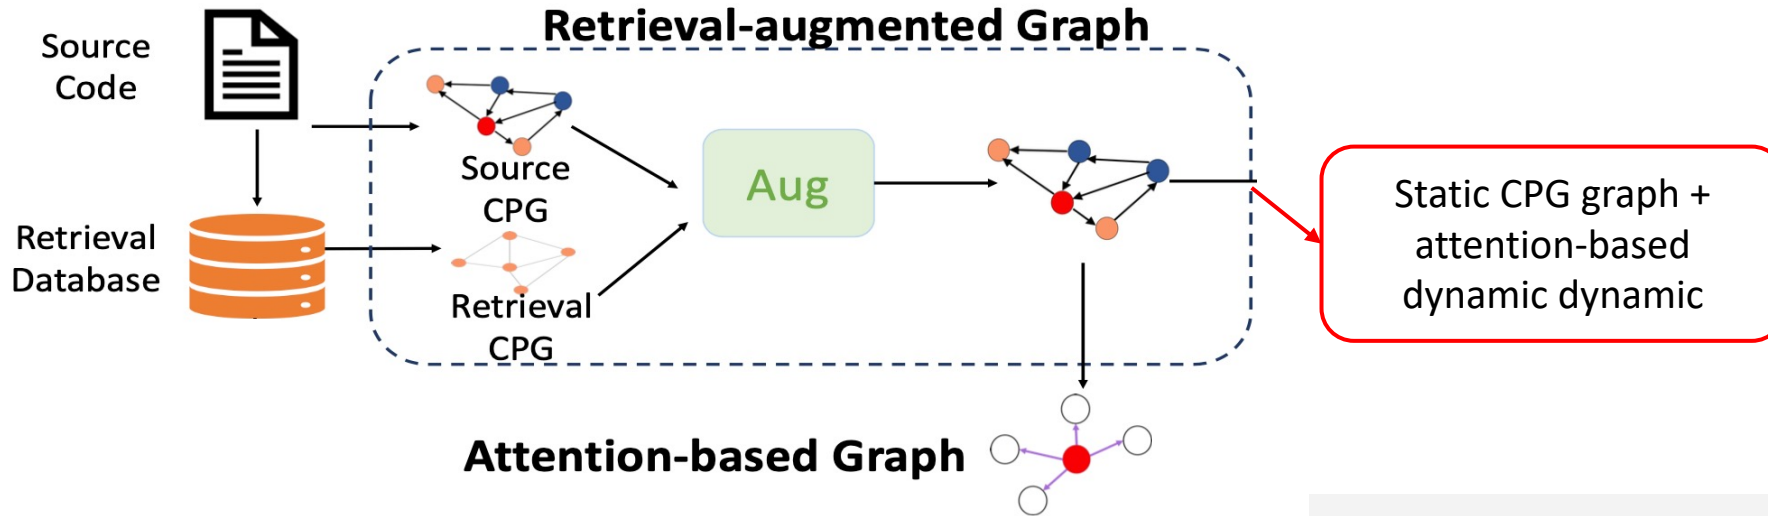 Retrieval-augmented Graph
Source
Code
Source
CPG
Aug
Static CPG graph +
attention-based
dynamic dynamic
Retrieval
Database
Retrieval
CPG
Attention-based Graph